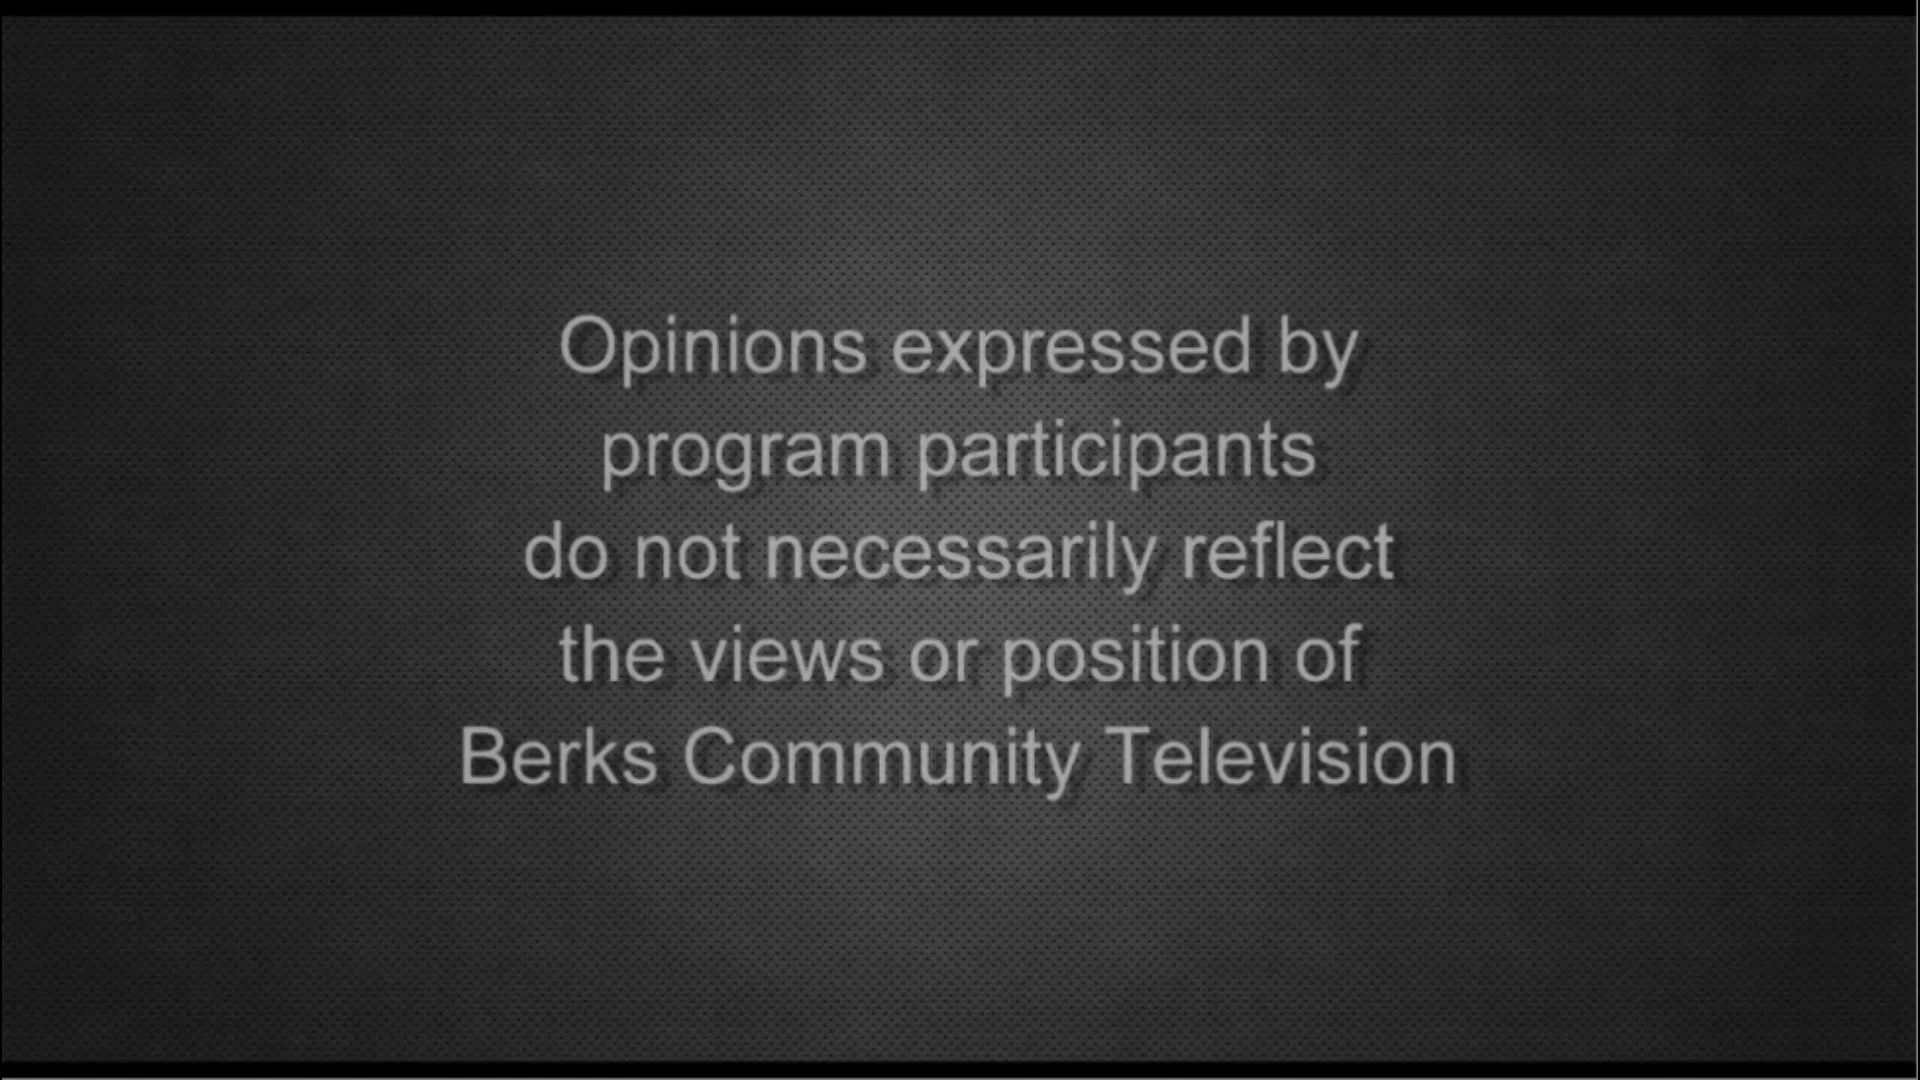 Opinions expressed by
program participants
do not necessarily reflect
the views or position of
Berks Community Television